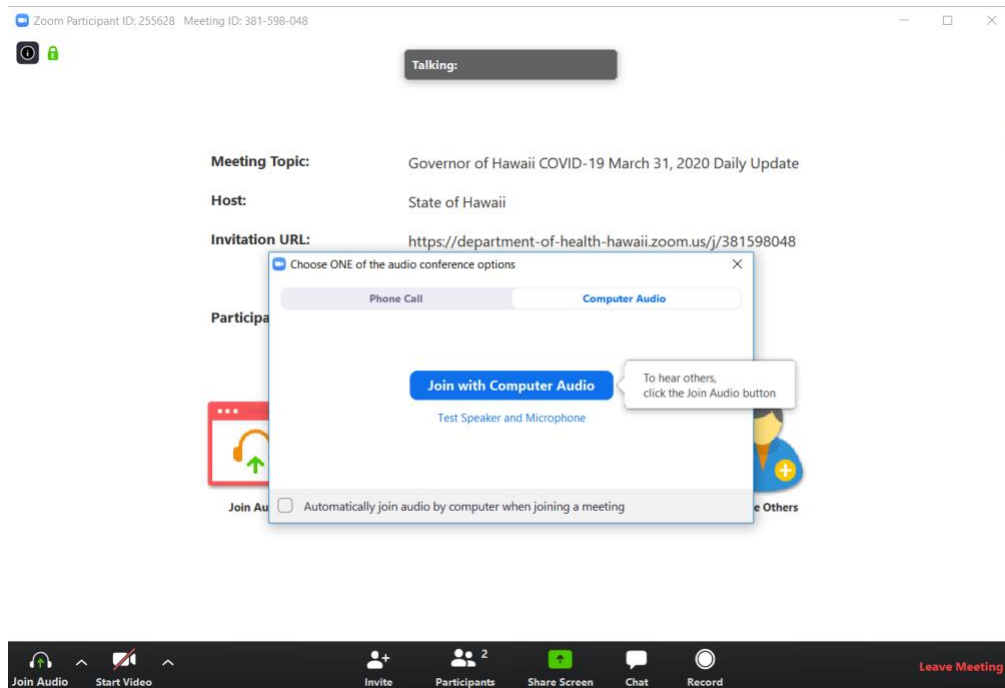 Zoom Participant ID: 255628 Meeting ID: 381-598-048
Talking:
Meeting Topic: Governor of Hawaii COVID-19 March 31, 2020 Daily Update
Host: State of Hawaii
Invitation URL: https://department-of-health-hawaii.zoom.us/j/381598048
Choose ONE of the audio conference options
Phone Call Computer Audio
Participa
Join with Computer Audio
To hear others,
click the Join Audio button
Test Speaker and Microphone
Automatically join audio by computer when joining a meeting
Join Au
e Others
2
Join Audio Start Video Invite Participants Share Screen Chat Record Leave Meeting